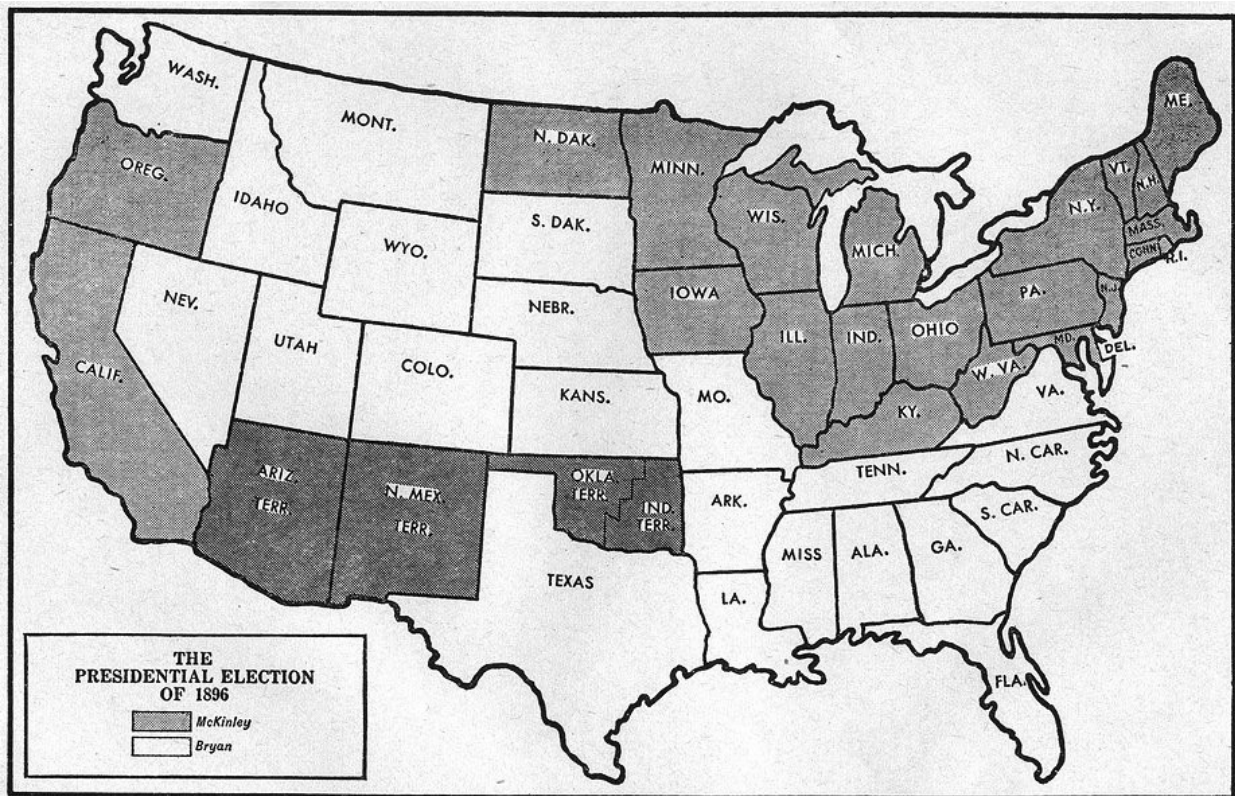 WASH.
MONT.
N. DAK.
MINN.
ME.
OREG.
IDAHO
WYO.
S. DAK.
WIS.
MICH.
N.Y.
VT.
N.H.
MASS.
CONN
R.I.
NEV.
UTAH
COLO.
NEBR.
IOWA
ILL.
IND.
OHIO
PA.
N.J.
MD.
DEL.
CALIF.
KANS.
MO.
KY.
W. VA.
VA.
ARIZ.
TERR.
N. MEX.
TERR.
OKLA.
TERR.
IND.
TERR.
ARK.
TENN.
N. CAR.
S. CAR.
TEXAS
LA.
MISS
ALA.
GA.
FLA.
THE
PRESIDENTIAL ELECTION
OF 1896
McKinley
Bryan